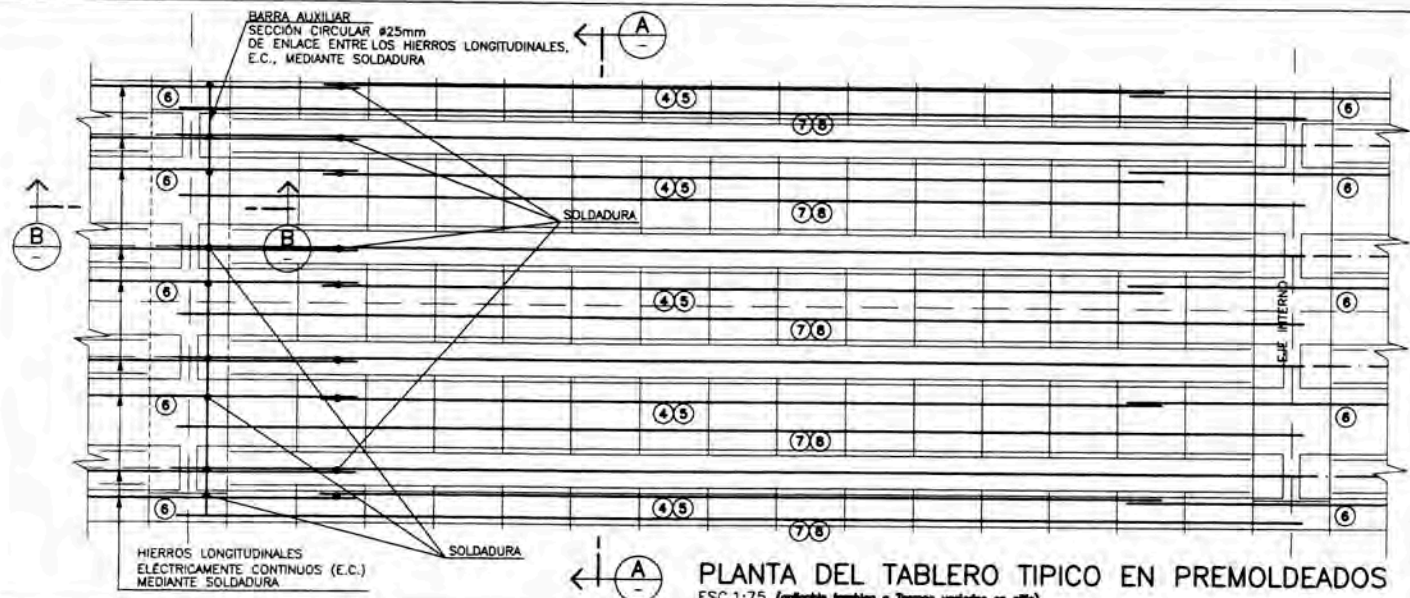 BARRA AUXILIAR
SECCIÓN CIRCULAR ø25mm
DE ENLACE ENTRE LOS HIERROS LONGITUDINALES,
E.C., MEDIANTE SOLDADURA
A
-
6
4 5
6
7 8
6
4 5
6
7 8
B
-
B
-
SOLDADURA
6
4 5
6
7 8
EJE INTERNO
6
4 5
6
7 8
6
4 5
6
7 8
HIERROS LONGITUDINALES
ELÉCTRICAMENTE CONTINUOS (E.C.)
MEDIANTE SOLDADURA
SOLDADURA
A
-
PLANTA DEL TABLERO TIPICO EN PREMOLDEADOS
ESC 1:75